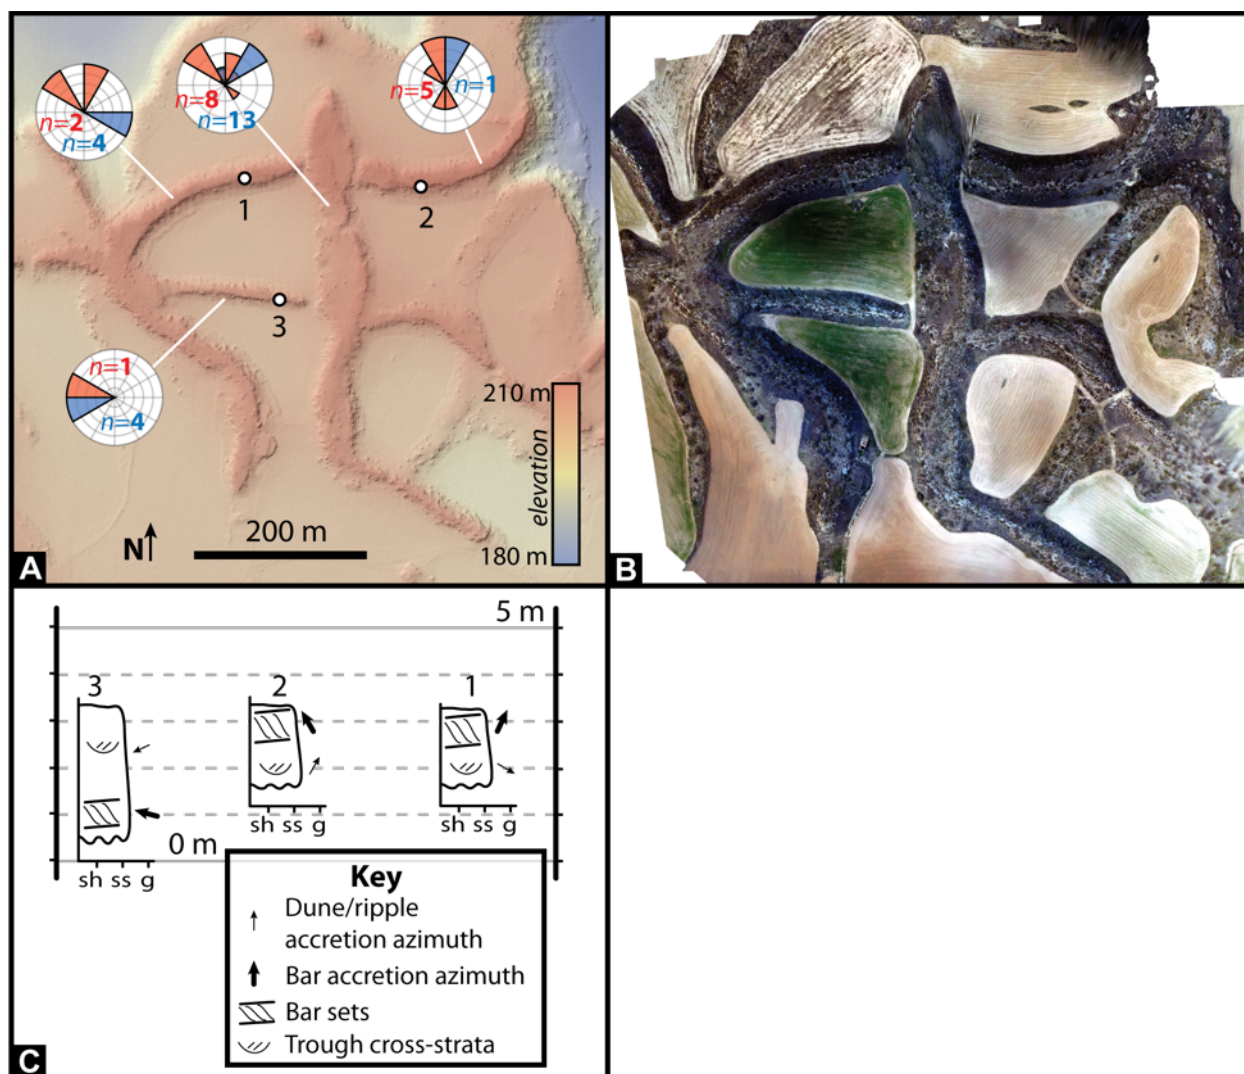 n=8
n=13
n=5
n=1
n=2
n=4
1
2
3
n=1
n=4
210 m
elevation
180 m
200 m
N
A
B
5 m
3
2
1
sh ss g
sh ss g
0 m
sh ss g
Key
Dune/ripple
accretion azimuth
Bar accretion azimuth
Bar sets
Trough cross-strata
C